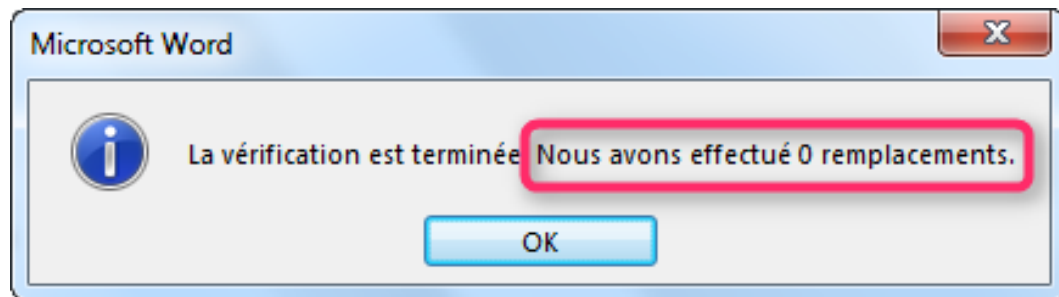 Microsoft Word
La vérification est terminée Nous avons effectué 0 remplacements.
OK